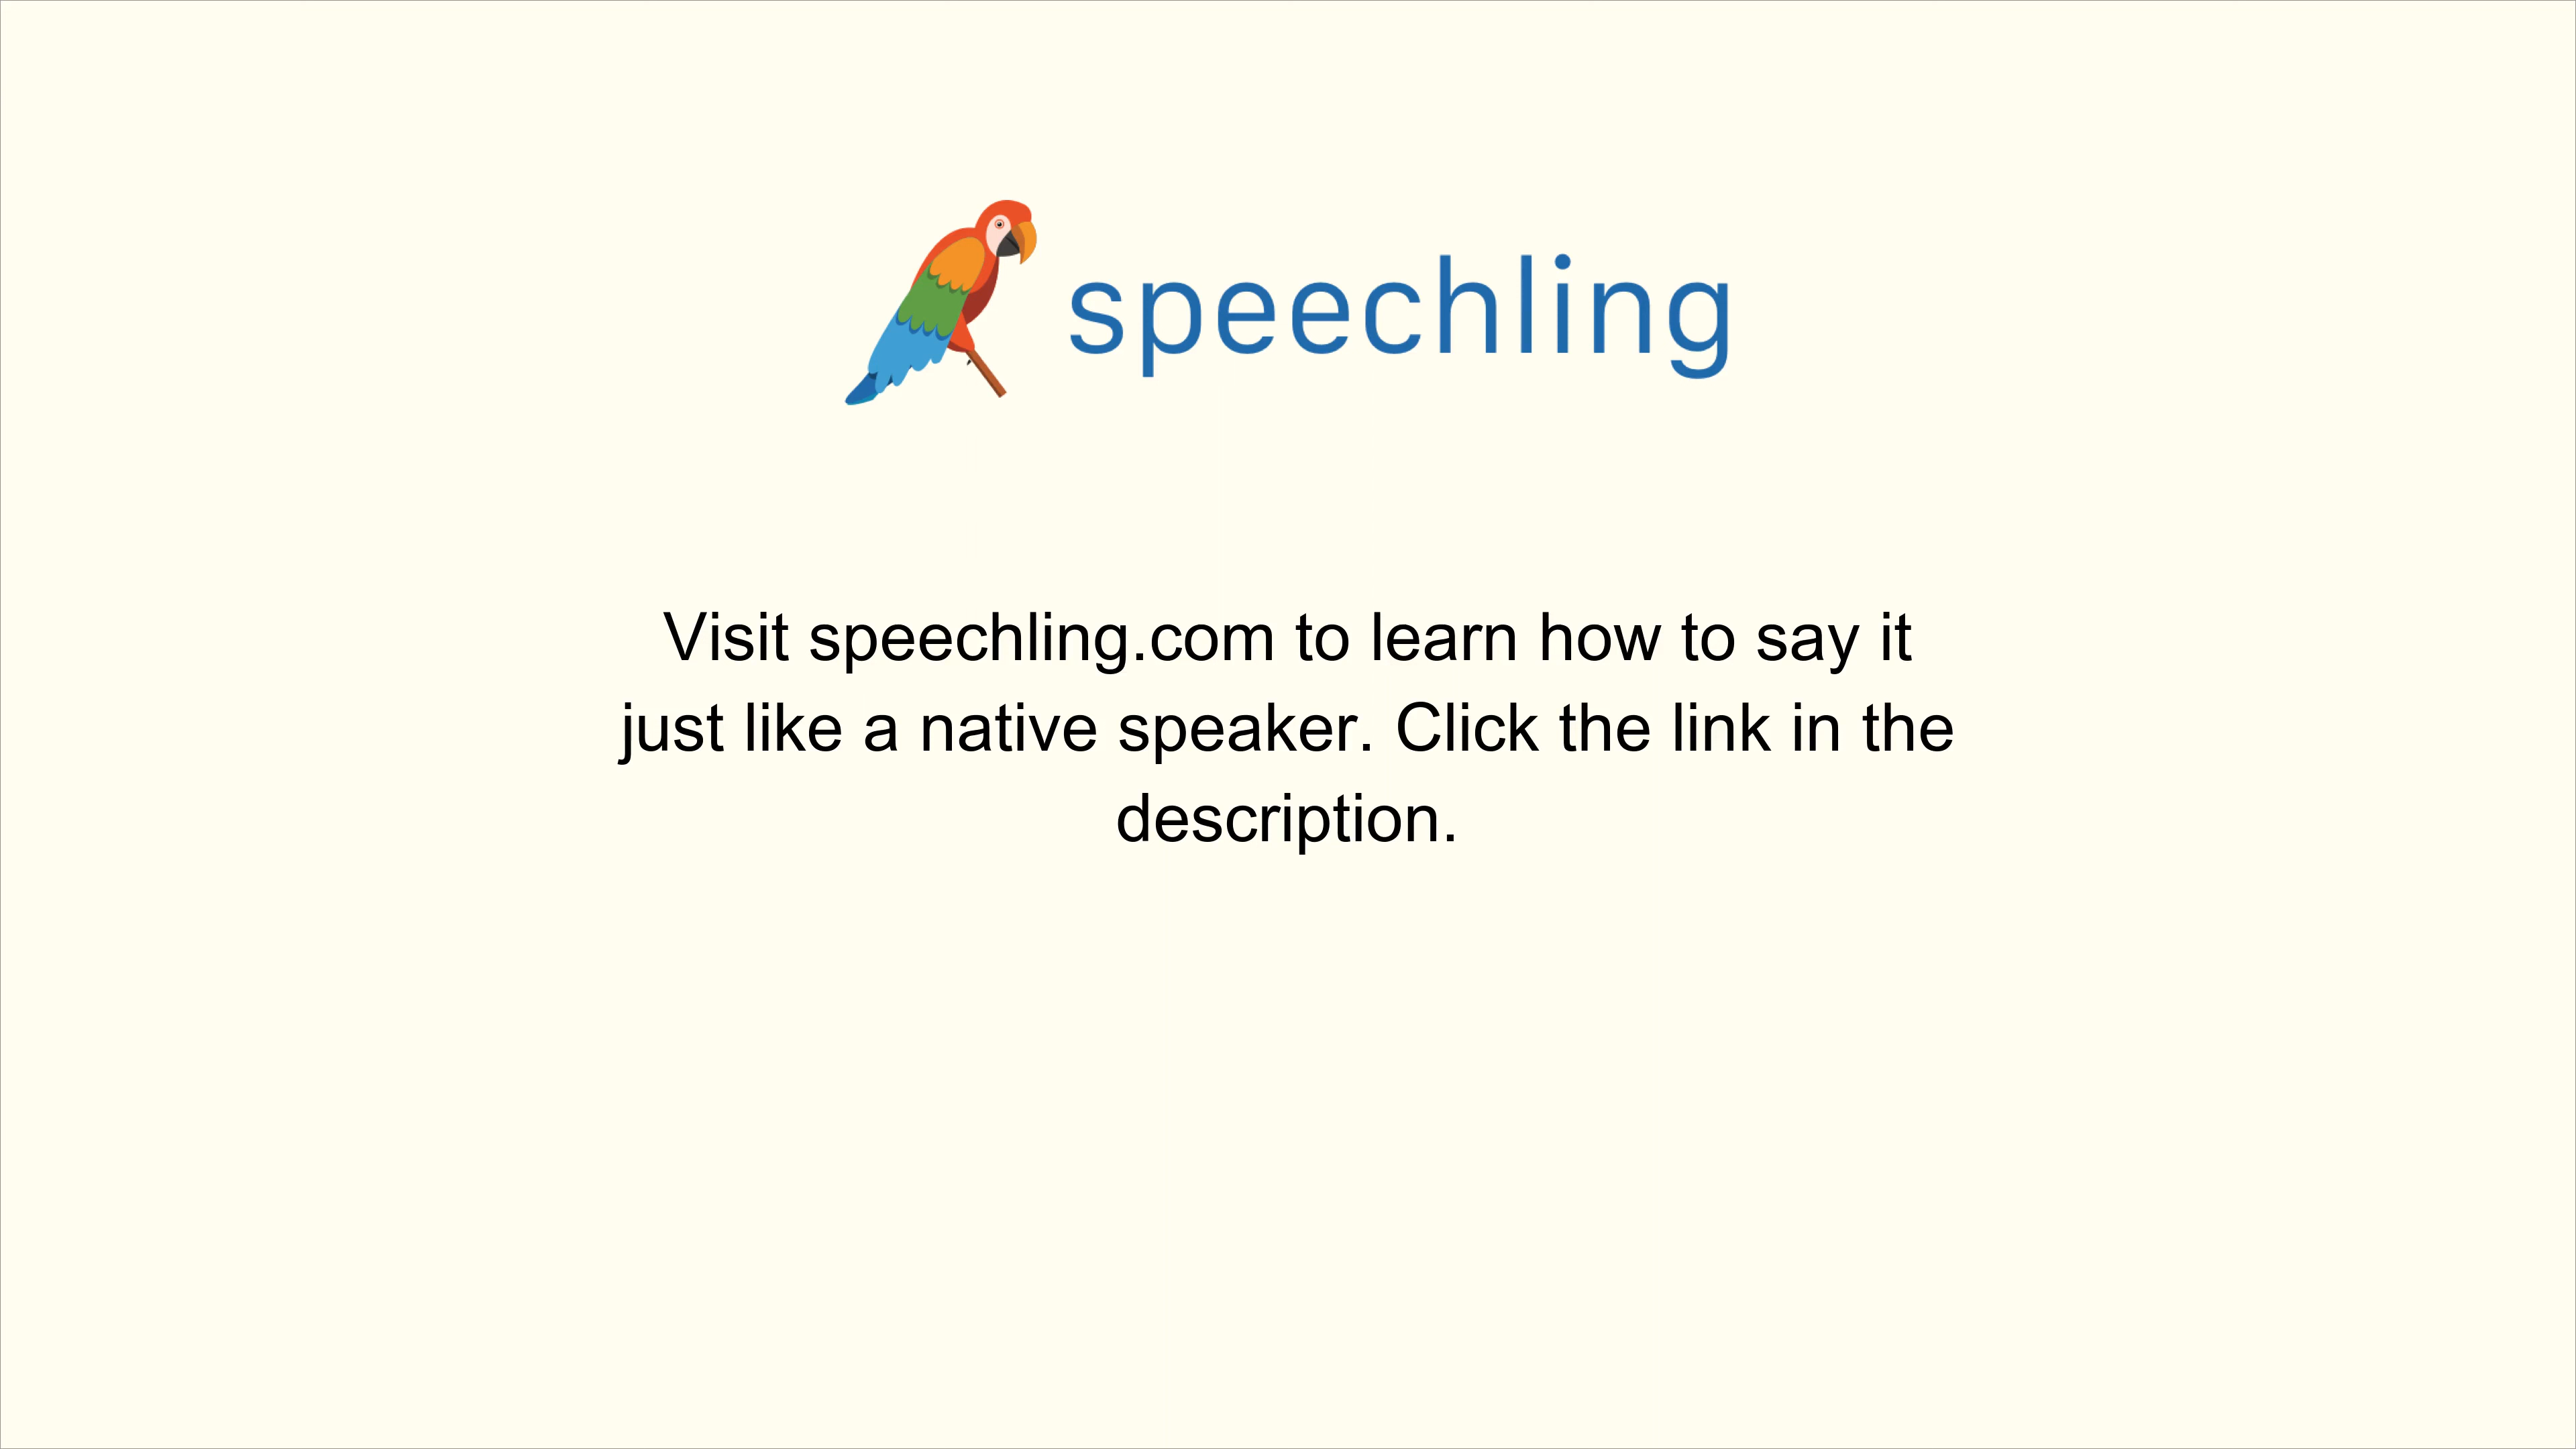 speechling
Visit speechling.com to learn how to say it
just like a native speaker. Click the link in the
description.